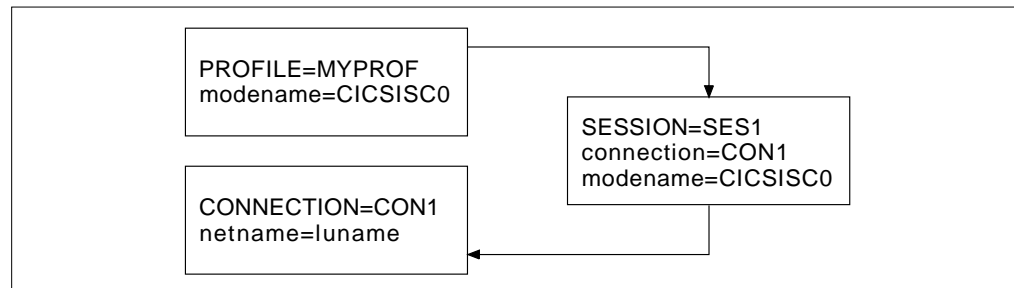 PROFILE=MYPROF
modename=CICSISC0
SESSION=SES1
connection=CON1
modename=CICSISC0
CONNECTION=CON1
netname=luname